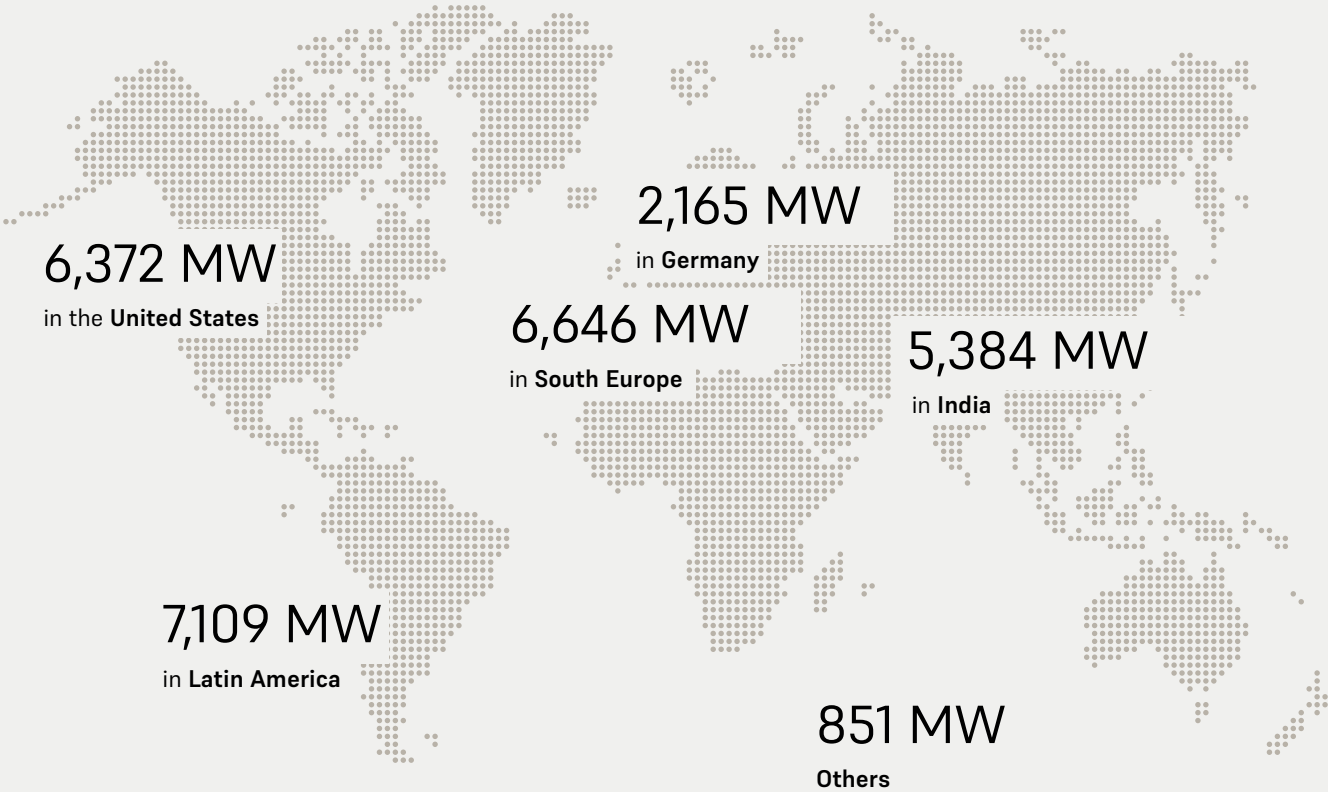 2,165 MW
in Germany
6,372 MW
in the United States
6,646 MW
in South Europe
5,384 MW
in India
7,109 MW
in Latin America
851 MW
Others